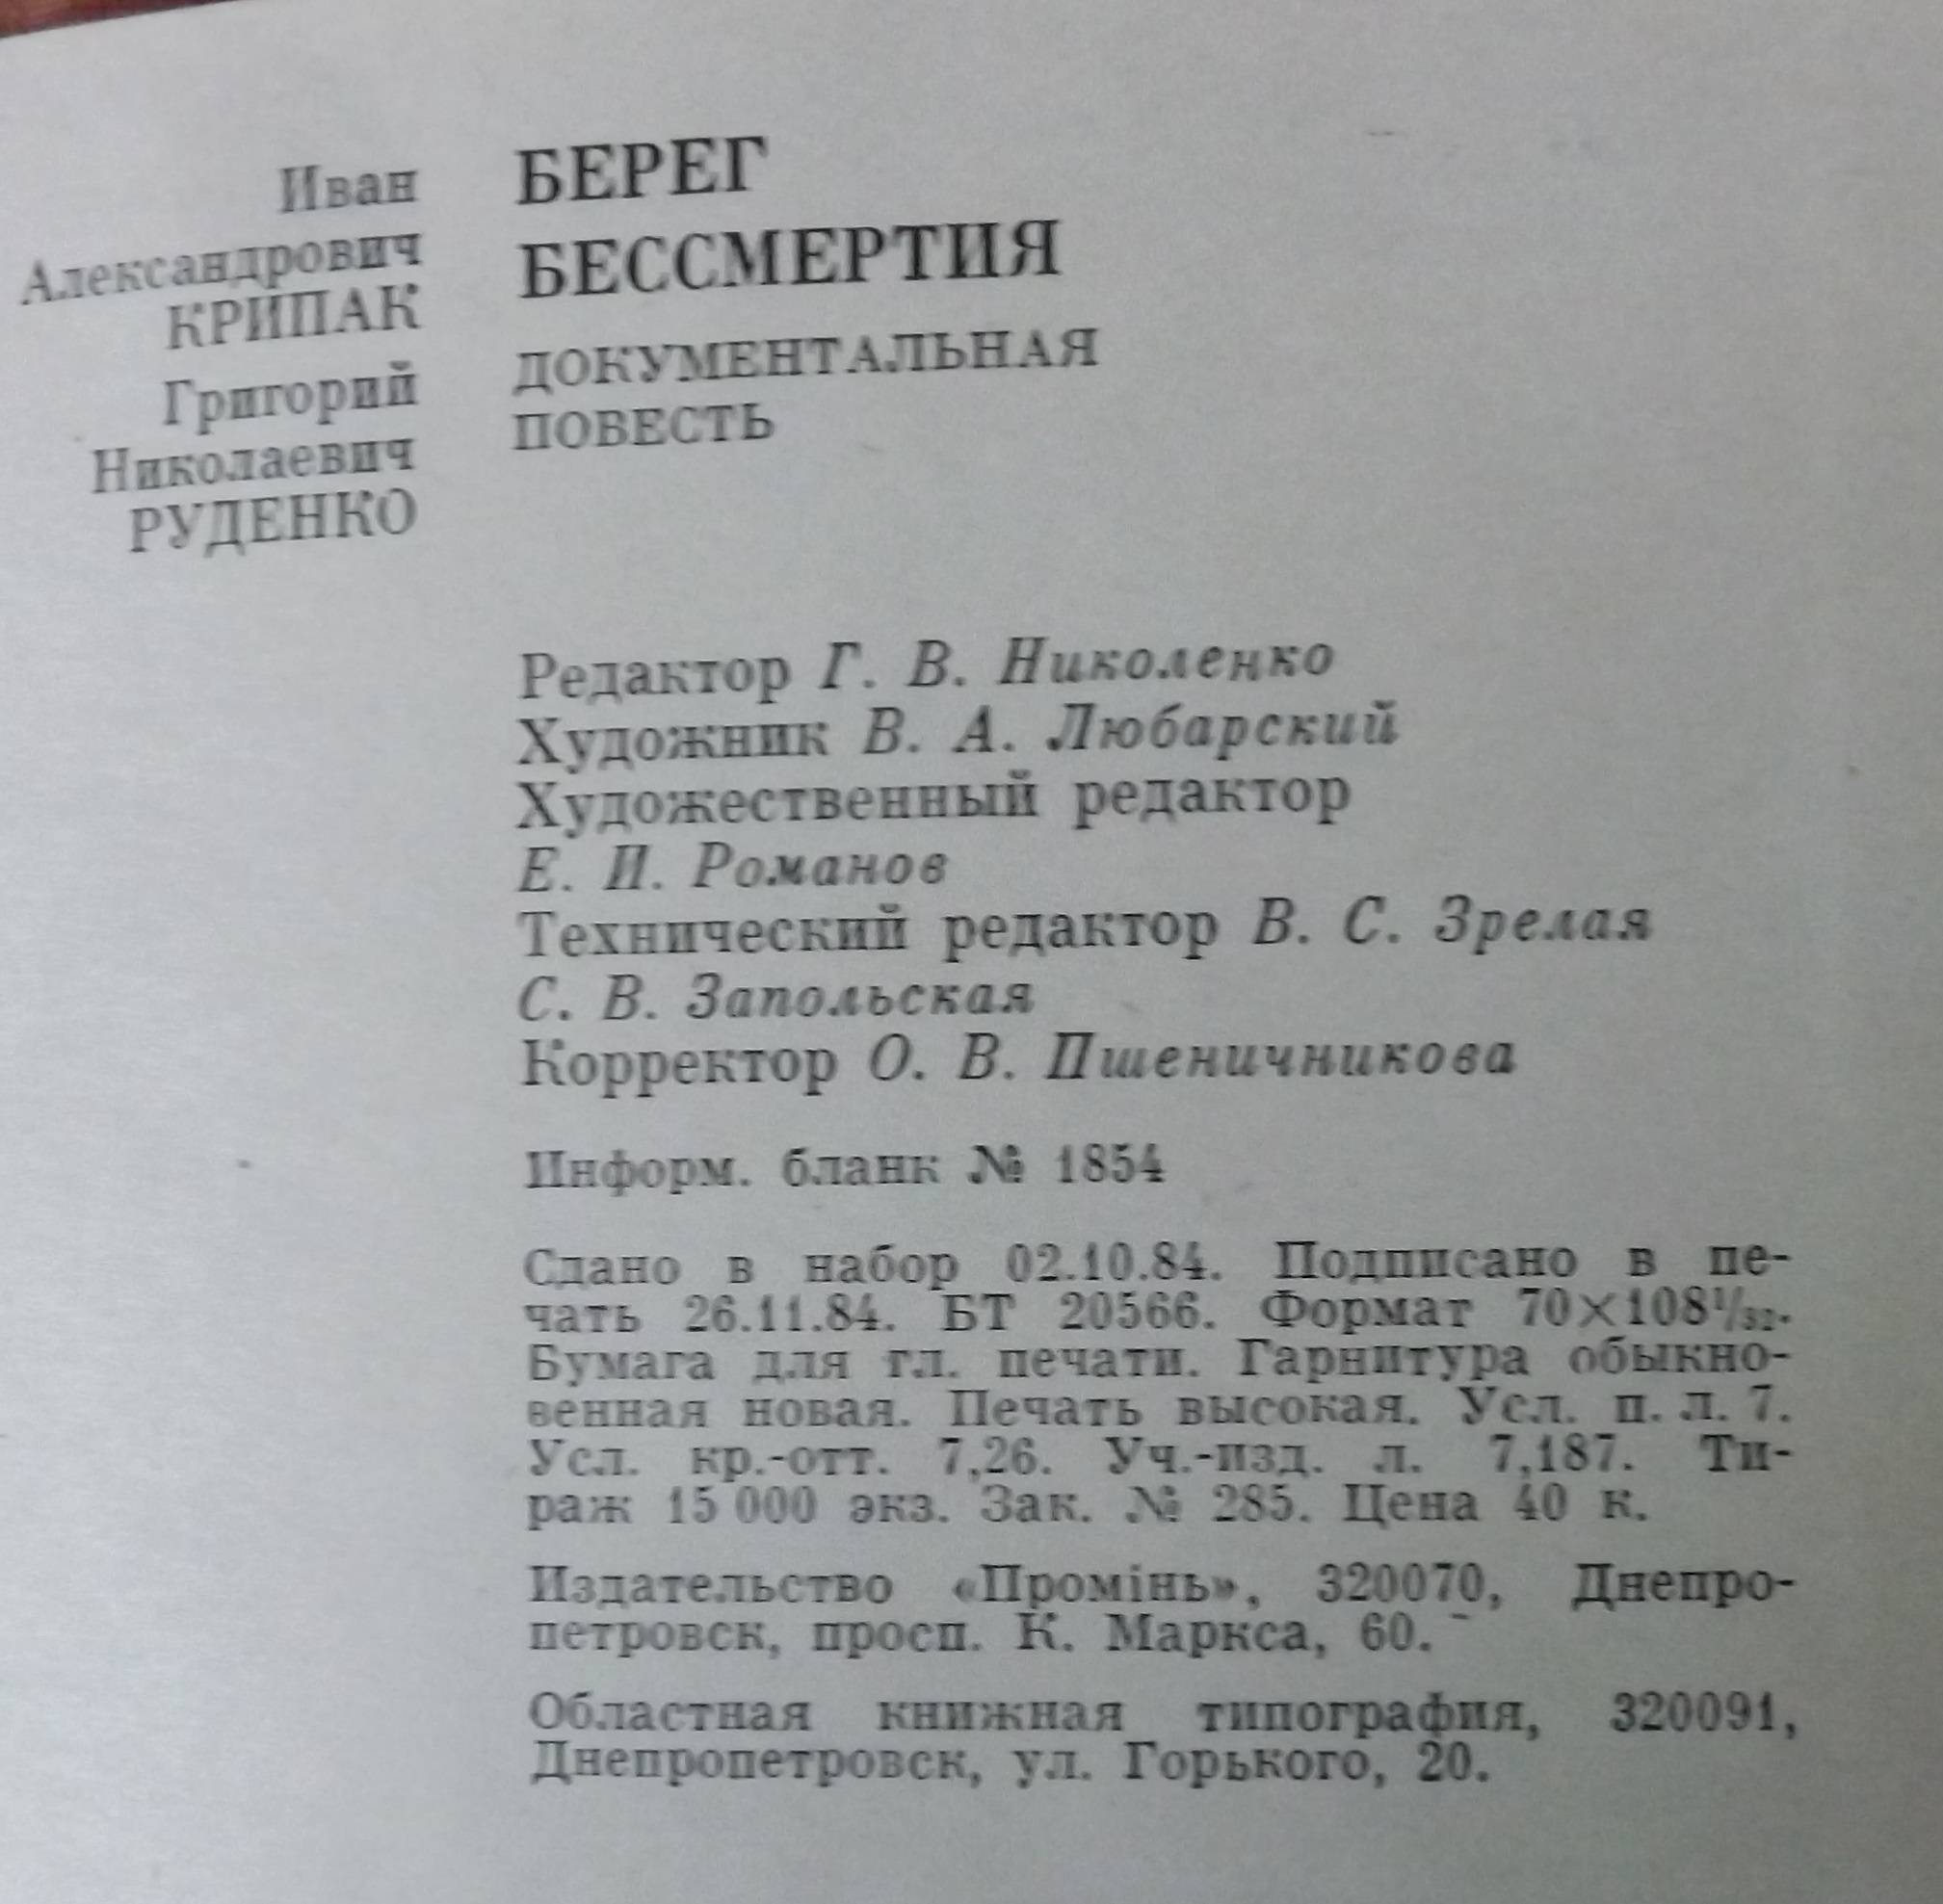 Иван
Александрович
КРИПАК
Григорий
Николаевич
РУДЕНКО
БЕРЕГ
БЕССМЕРТИЯ
ДОКУМЕНТАЛЬНАЯ
ПОВЕСТЬ
Редактор Г. В. Николенко
Художник В. А. Любарский
Художественный редактор
Е. И. Романов
Технический редактор В. С. Зрелая
С. В. Запольская
Корректор О. В. Пшеничникова
Информ. бланк № 1854
Сдано в набор 02.10.84. Подписано в пе-
чать 26.11.84. БТ 20566. Формат 70×108¹/₃₂.
Бумага для гл. печати. Гарнитура обыкно-
венная новая. Печать высокая. Усл. п. л. 7.
Усл. кр.-отт. 7,26. Уч.-изд. л. 7,187. Ти-
раж 15 000 экз. Зак. № 285. Цена 40 к.
Издательство «Промінь», 320070, Днепро-
петровск, просп. К. Маркса, 60.
Областная книжная типография, 320091,
Днепропетровск, ул. Горького, 20.